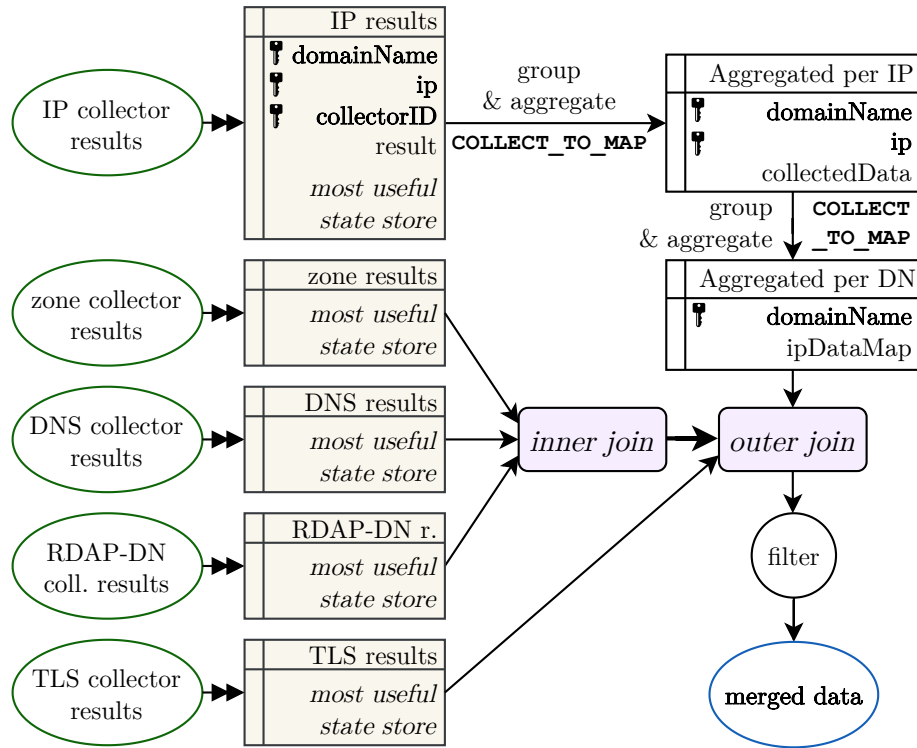 IP collector
results
IP results
domainName
ip
collectorID
result
most useful
state store
group
& aggregate
COLLECT_TO_MAP
Aggregated per IP
domainName
ip
collectedData
group
& aggregate
COLLECT
_TO_MAP
Aggregated per DN
domainName
ipDataMap
zone collector
results
zone results
most useful
state store
DNS collector
results
DNS results
most useful
state store
inner join
outer join
RDAP-DN
coll. results
RDAP-DN r.
most useful
state store
filter
TLS collector
results
TLS results
most useful
state store
merged data